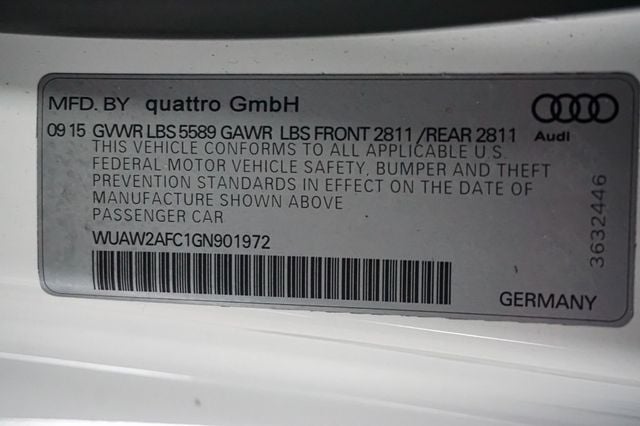 MFD. BY quattro GmbH
09 15 GVWR LBS 5589 GAWR LBS FRONT 2811 /REAR 2811
Audi
THIS VEHICLE CONFORMS TO ALL APPLICABLE U.S.
FEDERAL MOTOR VEHICLE SAFETY, BUMPER AND THEFT
PREVENTION STANDARDS IN EFFECT ON THE DATE OF
MANUFACTURE SHOWN ABOVE
PASSENGER CAR
WUAW2AFC1GN901972
3632446
GERMANY